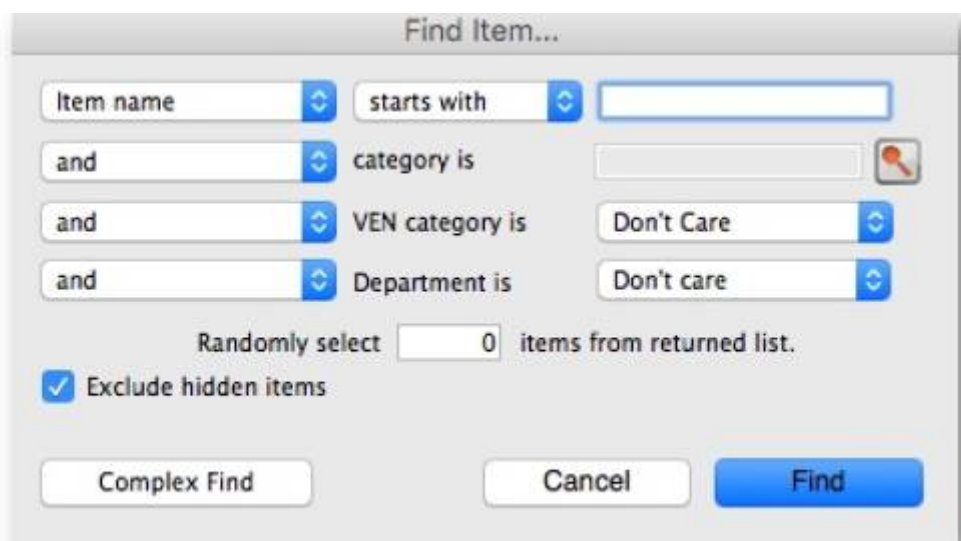 Find Item...
Item name starts with
and category is
and VEN category is Don't Care
and Department is Don't care
Randomly select 0 items from returned list.
Exclude hidden items
Complex Find Cancel Find